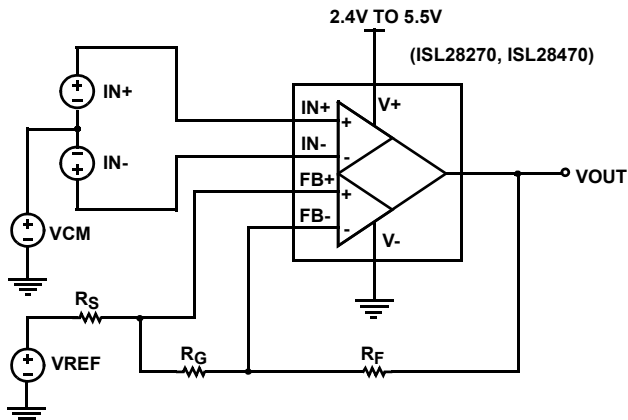 2.4V TO 5.5V
(ISL28270, ISL28470)
+
-
IN+
IN+
V+
+
IN-
-
-
+
IN-
FB+
+
VOUT
FB-
-
+
-
VCM
V-
RS
RG
RF
+
-
VREF